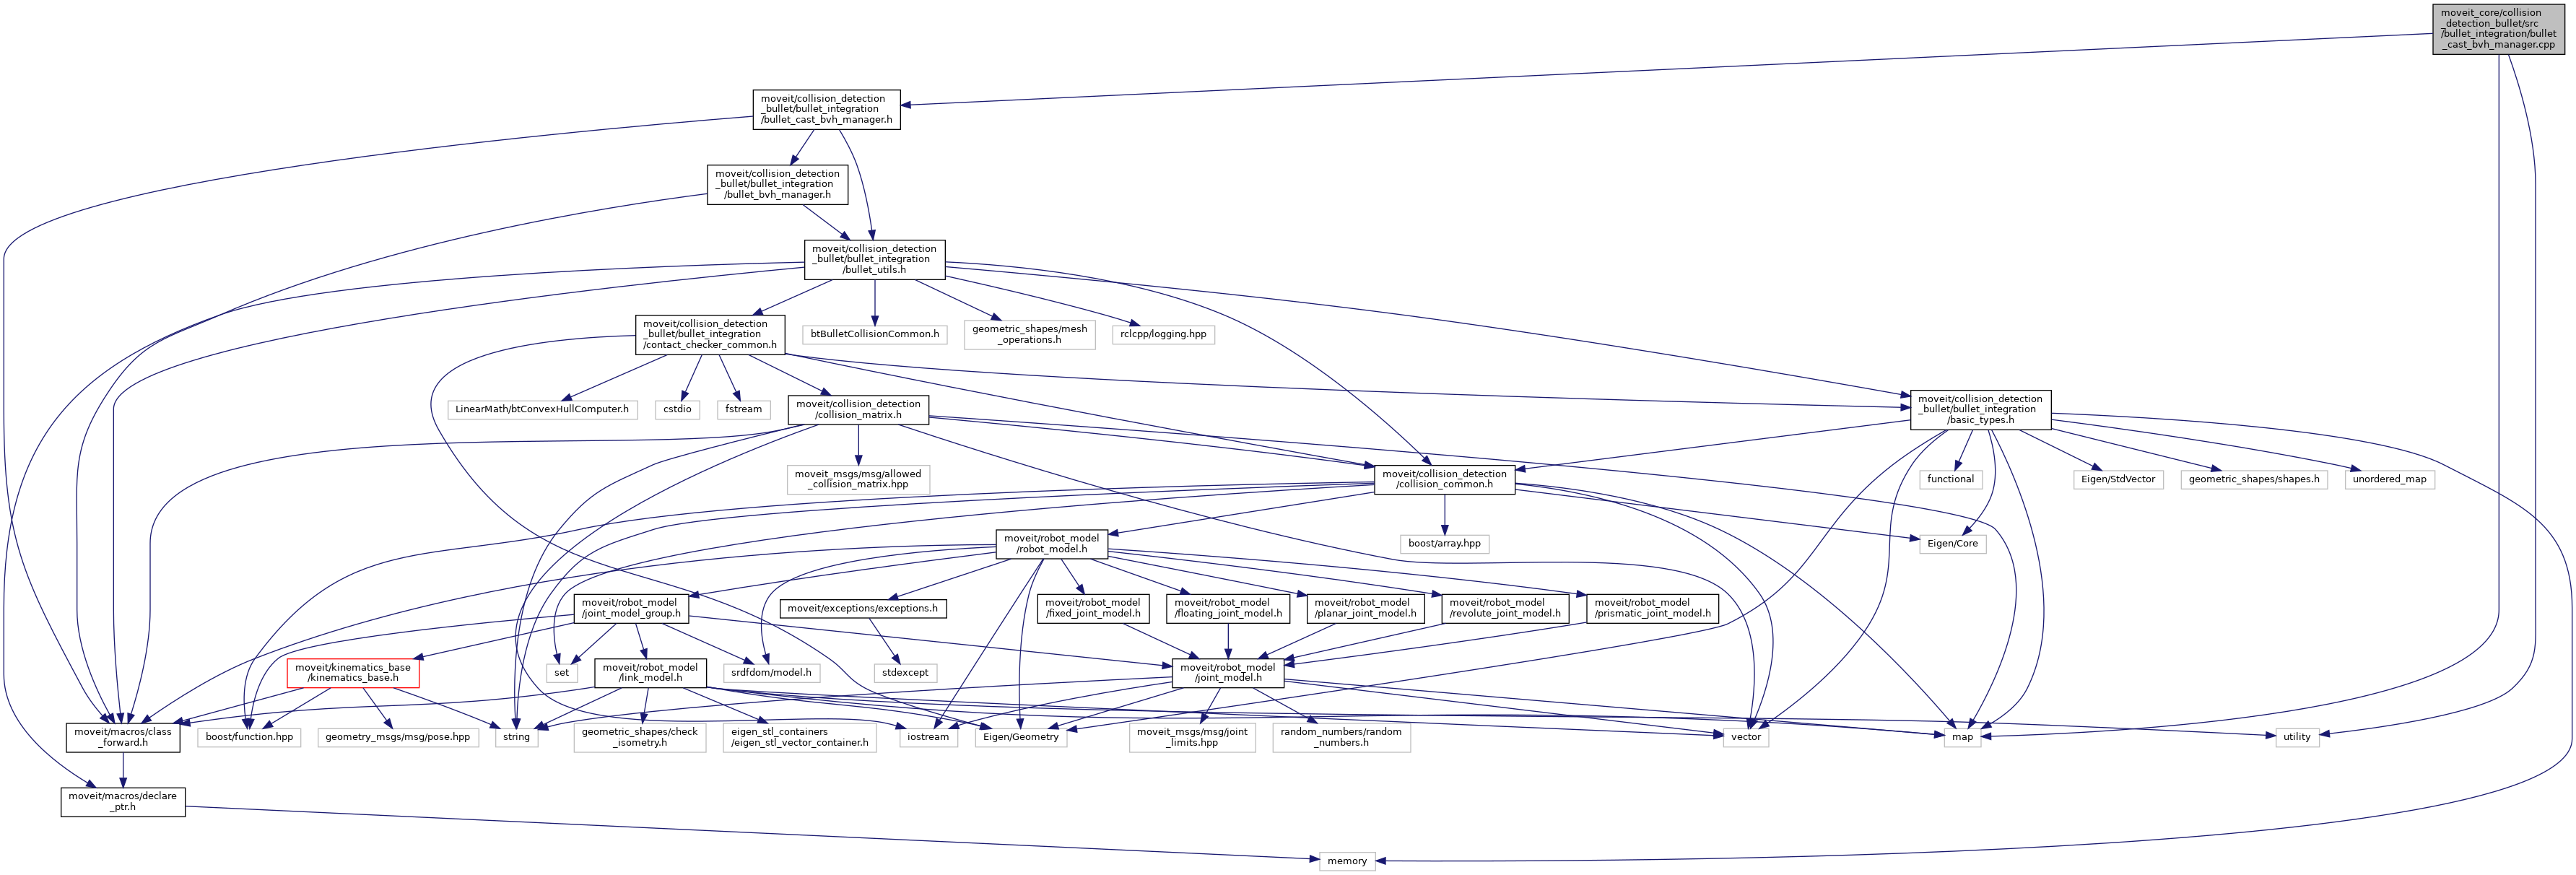 moveit_core/collision
_detection_bullet/src
/bullet_integration/bullet
_cast_bvh_manager.cpp
moveit/collision_detection
_bullet/bullet_integration
/bullet_cast_bvh_manager.h
moveit/collision_detection
_bullet/bullet_integration
/bullet_bvh_manager.h
moveit/collision_detection
_bullet/bullet_integration
/bullet_utils.h
moveit/collision_detection
_bullet/bullet_integration
/contact_checker_common.h
btBulletCollisionCommon.h
geometric_shapes/mesh
_operations.h
rclcpp/logging.hpp
LinearMath/btConvexHullComputer.h
cstdio
fstream
moveit/collision_detection
/collision_matrix.h
moveit/collision_detection
_bullet/bullet_integration
/basic_types.h
moveit_msgs/msg/allowed
_collision_matrix.hpp
moveit/collision_detection
/collision_common.h
functional
Eigen/StdVector
geometric_shapes/shapes.h
unordered_map
moveit/robot_model
/robot_model.h
boost/array.hpp
Eigen/Core
moveit/robot_model
/joint_model_group.h
moveit/exceptions/exceptions.h
moveit/robot_model
/fixed_joint_model.h
moveit/robot_model
/floating_joint_model.h
moveit/robot_model
/planar_joint_model.h
moveit/robot_model
/revolute_joint_model.h
moveit/robot_model
/prismatic_joint_model.h
moveit/kinematics_base
/kinematics_base.h
set
moveit/robot_model
/link_model.h
srdfdom/model.h
stdexcept
moveit/robot_model
/joint_model.h
moveit/macros/class
_forward.h
boost/function.hpp
geometry_msgs/msg/pose.hpp
string
geometric_shapes/check
_isometry.h
eigen_stl_containers
/eigen_stl_vector_container.h
iostream
Eigen/Geometry
moveit_msgs/msg/joint
_limits.hpp
random_numbers/random
_numbers.h
vector
map
utility
moveit/macros/declare
_ptr.h
memory